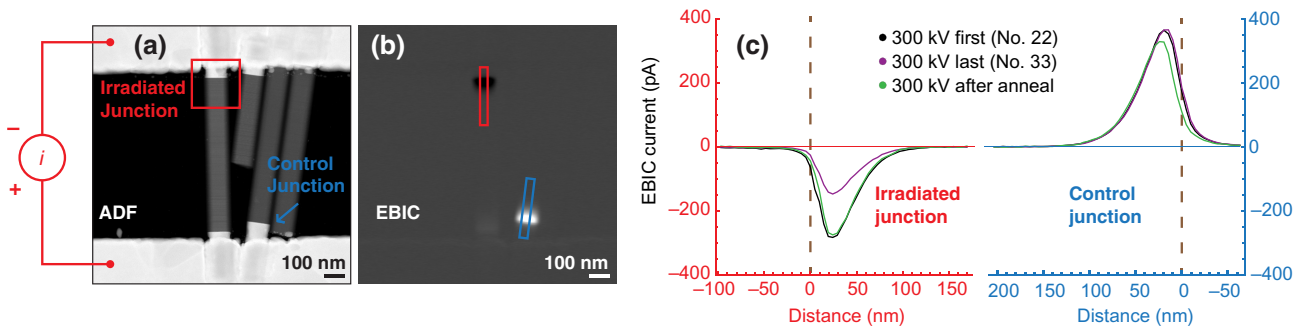 (a)
Irradiated
Junction
–
i
+
Control
Junction
ADF
100 nm
(b)
EBIC
100 nm
(c)
300 kV first (No. 22)
300 kV last (No. 33)
300 kV after anneal
EBIC current (pA)
400
200
0
–200
–400
Irradiated
junction
Control
junction
400
200
0
–200
–400
–100
–50
0
50
100
150
Distance (nm)
200
150
100
50
0
–50
Distance (nm)